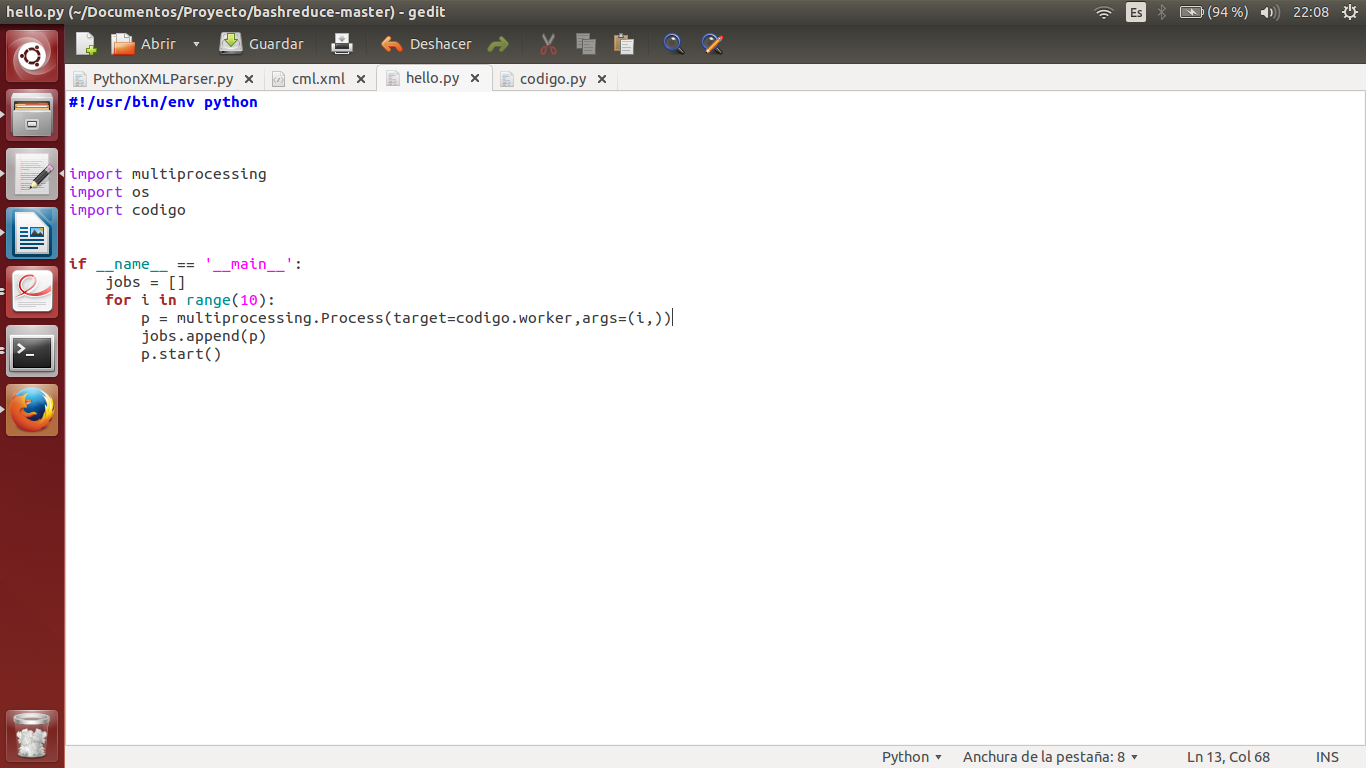 hello.py (~/Documentos/Proyecto/bashreduce-master) - gedit
Es (94 %) 22:08
Abrir Guardar Deshacer
PythonXMLParser.py cml.xml hello.py codigo.py
#!/usr/bin/env python
import multiprocessing
import os
import codigo
if __name__ == '__main__':
    jobs = []
    for i in range(10):
        p = multiprocessing.Process(target=codigo.worker,args=(i,))
        jobs.append(p)
        p.start()
Python Anchura de la pestaña: 8 Ln 13, Col 68 INS